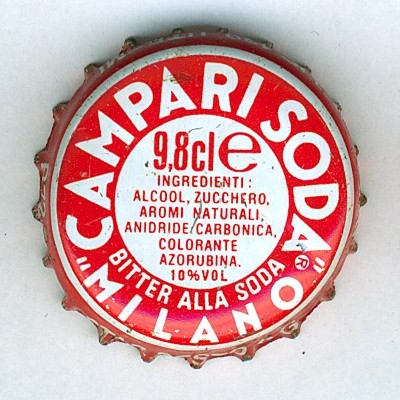 "CAMPARI SODA"®
9,8cl e
INGREDIENTI:
ALCOOL, ZUCCHERO,
AROMI NATURALI,
ANIDRIDE CARBONICA,
COLORANTE
AZORUBINA.
10%VOL
BITTER ALLA SODA
MILANO